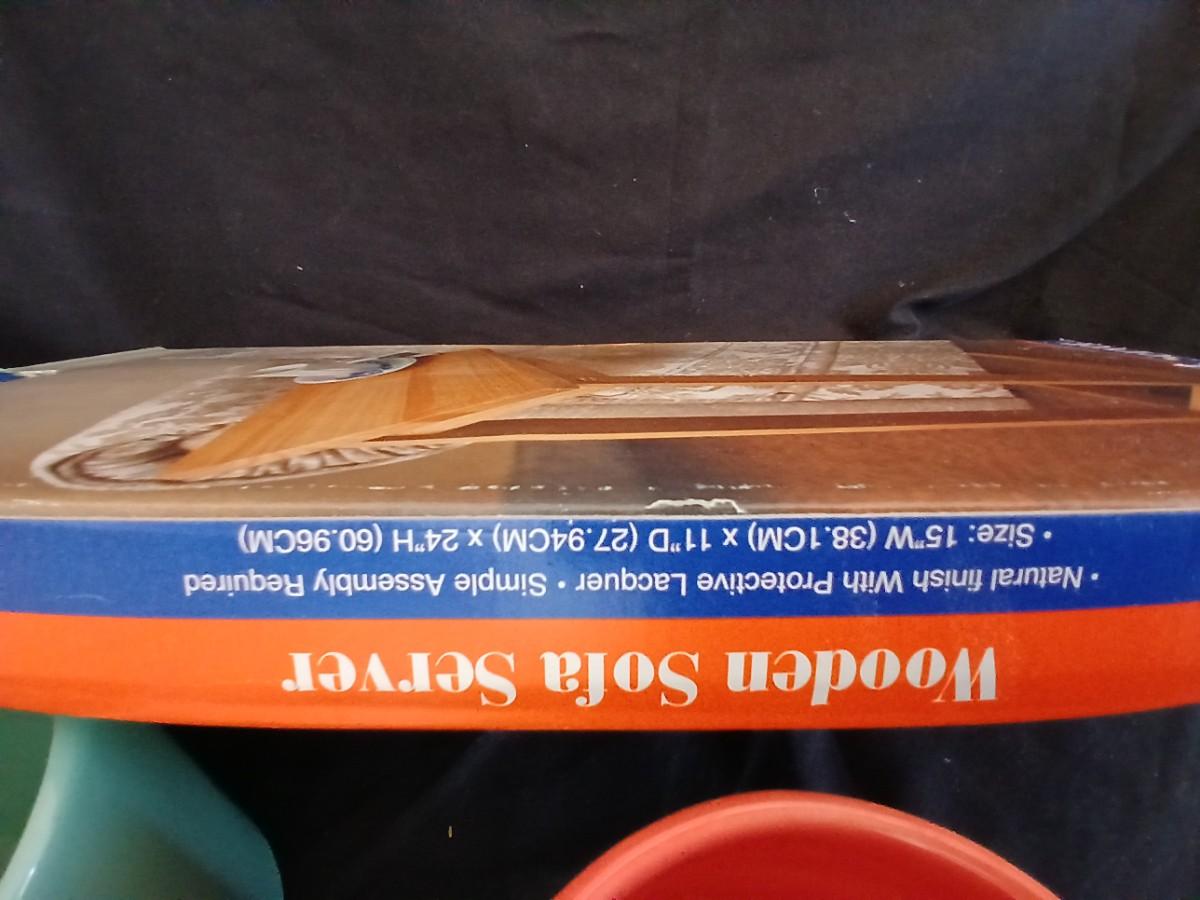 Wooden Sofa Server
• Natural finish With Protective Lacquer • Simple Assembly Required
• Size: 15"W (38.1CM) x 11"D (27.94CM) x 24"H (60.96CM)